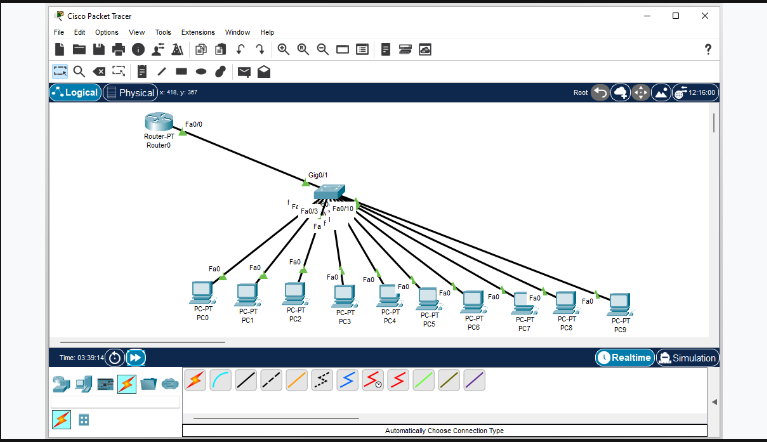 Cisco Packet Tracer
File Edit Options View Tools Extensions Window Help
?
Logical Physical x: 418, y: 367 Root 12:16:00
Fa0/0
Router-PT
Router0
Gig0/1
Fa0/3 Fa0/10
Fa
Fa0 Fa0 Fa0 Fa0 Fa0 Fa0 Fa0 Fa0 Fa0 Fa0
PC-PT PC-PT PC-PT PC-PT PC-PT PC-PT PC-PT PC-PT PC-PT PC-PT
PC0 PC1 PC2 PC3 PC4 PC5 PC6 PC7 PC8 PC9
Time: 03:39:14 Realtime Simulation
Automatically Choose Connection Type